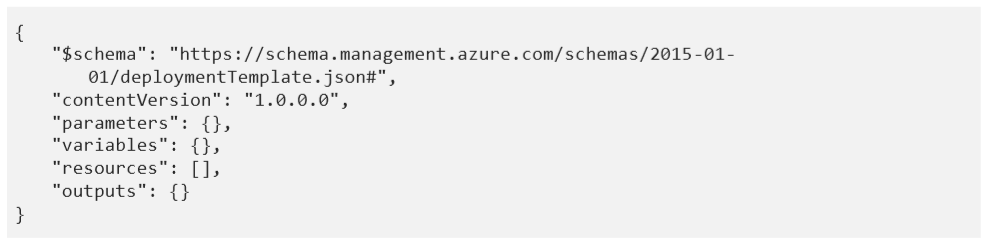 {
"$schema": "https://schema.management.azure.com/schemas/2015-01-
01/deploymentTemplate.json#",
"contentVersion": "1.0.0.0",
"parameters": {},
"variables": {},
"resources": [],
"outputs": {}
}